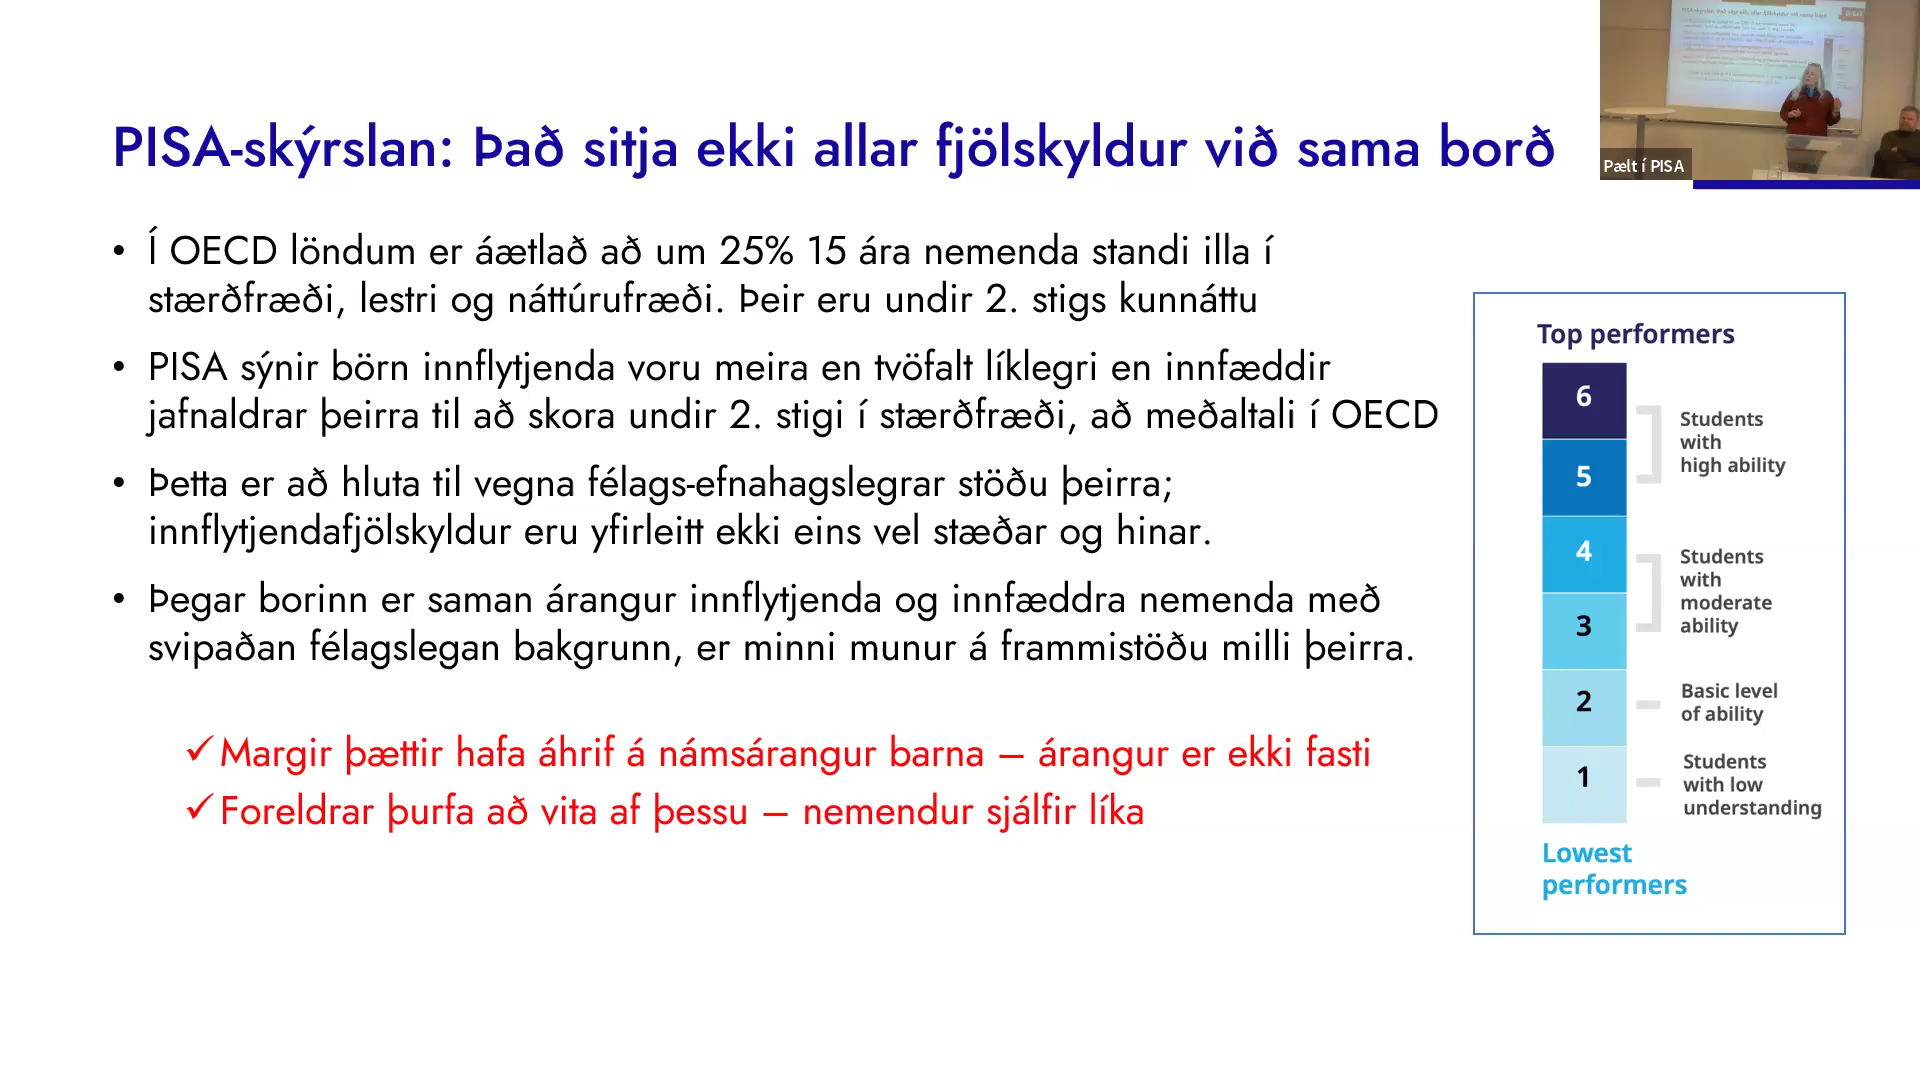 PISA-skýrslan: Það sitja ekki allar fjölskyldur við sama borð
Pælt í PISA
• Í OECD löndum er áætlað að um 25% 15 ára nemenda standi illa í
stærðfræði, lestri og náttúrufræði. Þeir eru undir 2. stigs kunnáttu
• PISA sýnir börn innflytjenda voru meira en tvöfalt líklegri en innfæddir
jafnaldrar þeirra til að skora undir 2. stigi í stærðfræði, að meðaltali í OECD
• Þetta er að hluta til vegna félags-efnahagslegrar stöðu þeirra;
innflytjendafjölskyldur eru yfirleitt ekki eins vel stæðar og hinar.
• Þegar borinn er saman árangur innflytjenda og innfæddra nemenda með
svipaðan félagslegan bakgrunn, er minni munur á frammistöðu milli þeirra.
✓Margir þættir hafa áhrif á námsárangur barna – árangur er ekki fasti
✓Foreldrar þurfa að vita af þessu – nemendur sjálfir líka
Top performers
6
5
Students
with
high ability
4
3
Students
with
moderate
ability
2
Basic level
of ability
1
Students
with low
understanding
Lowest
performers